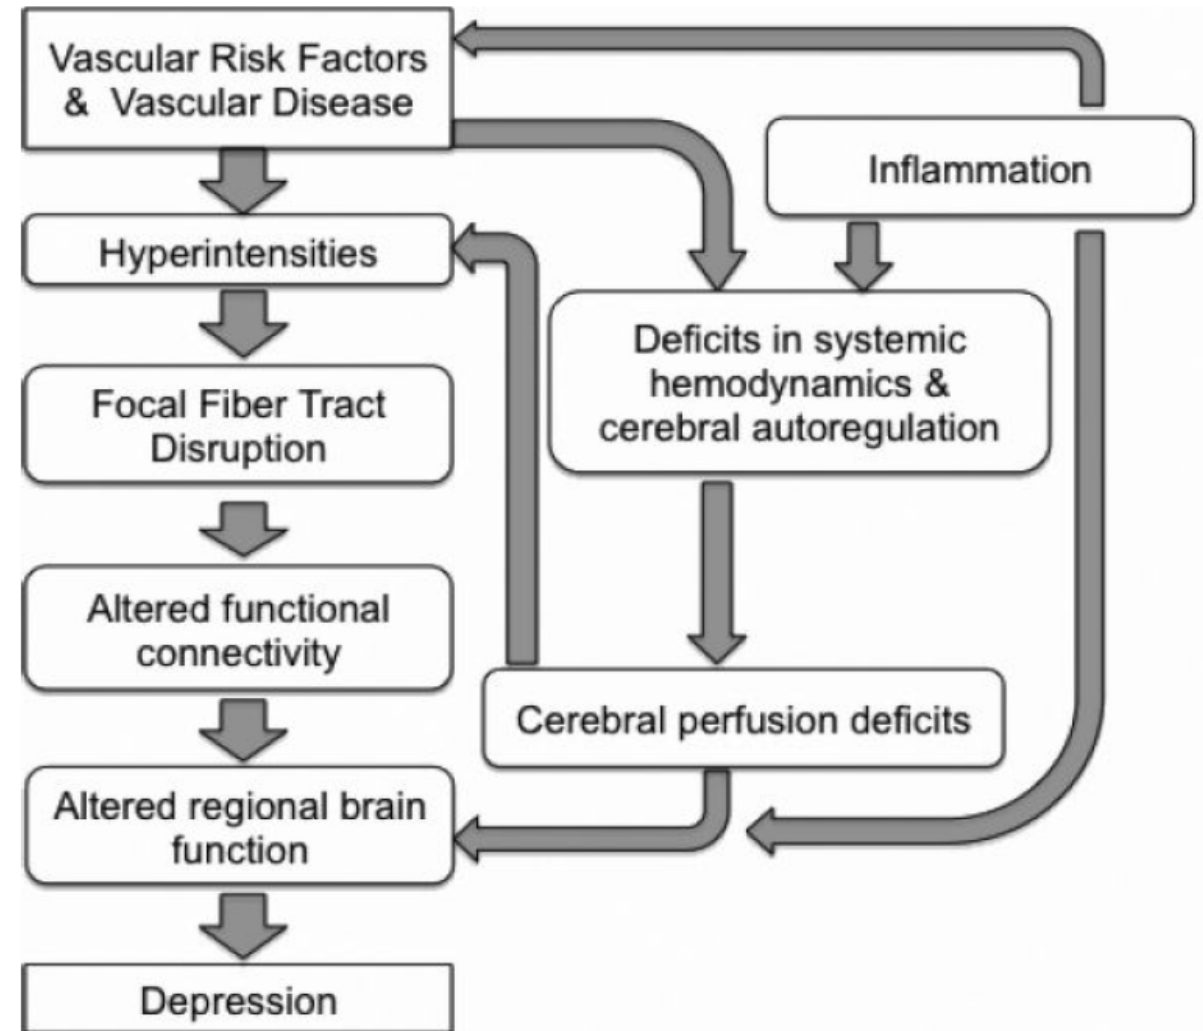 Vascular Risk Factors
& Vascular Disease
Inflammation
Hyperintensities
Deficits in systemic
hemodynamics &
cerebral autoregulation
Focal Fiber Tract
Disruption
Altered functional
connectivity
Cerebral perfusion deficits
Altered regional brain
function
Depression